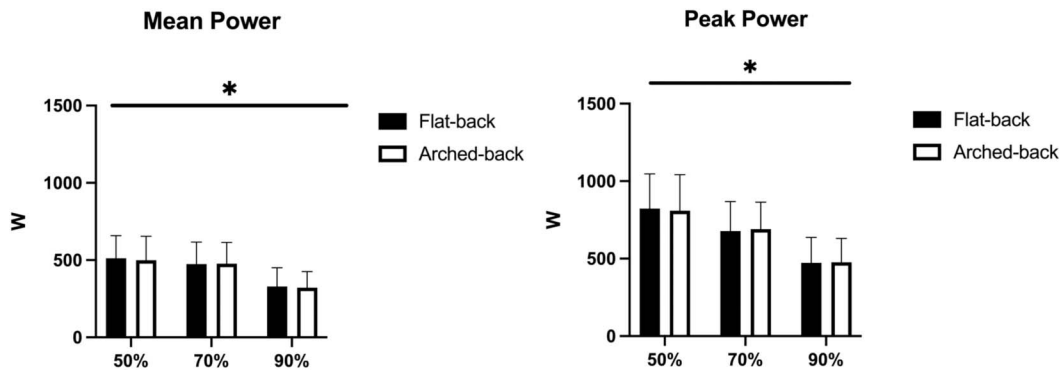 Mean Power
*
1500
1000
500
0
W
50% 70% 90%
Flat-back
Arched-back
Peak Power
*
1500
1000
500
0
W
50% 70% 90%
Flat-back
Arched-back